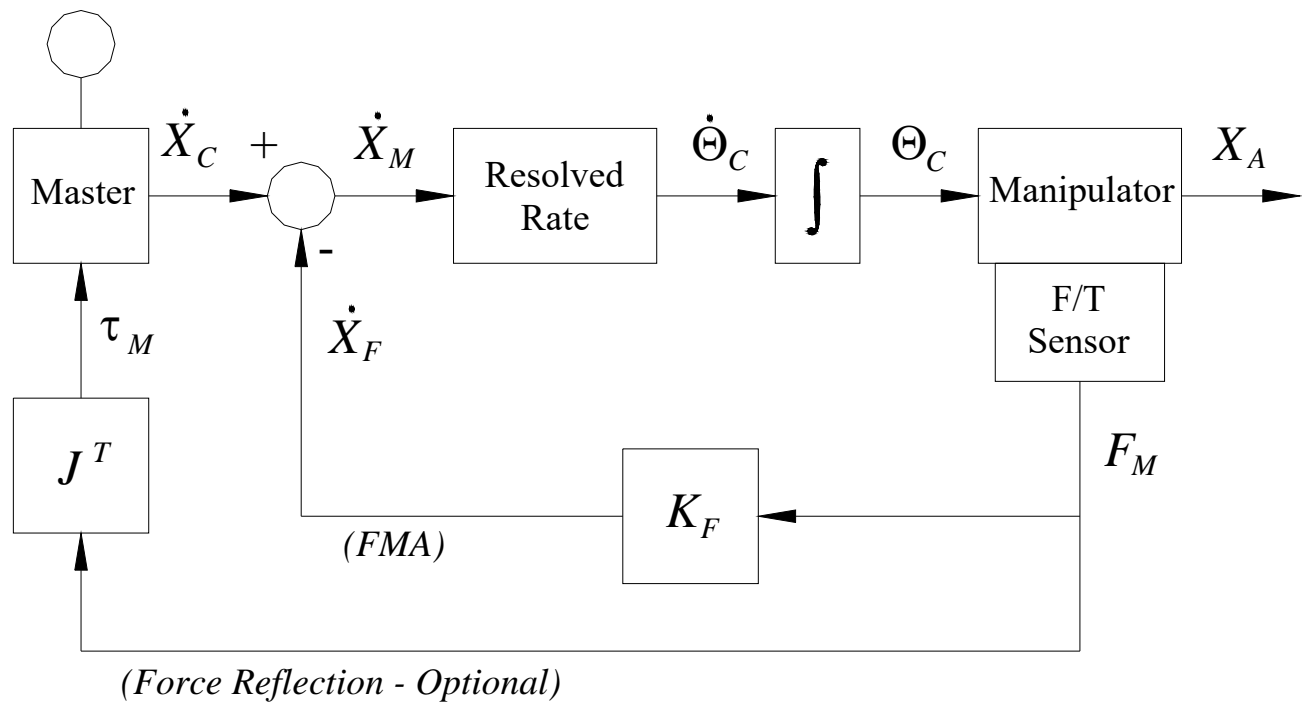 Ẋ_C
+
Ẋ_M
Θ̇_C
Θ_C
X_A
Master
Resolved
Rate
∫
Manipulator
-
F/T
Sensor
τ_M
Ẋ_F
J^T
F_M
K_F
(FMA)
(Force Reflection - Optional)